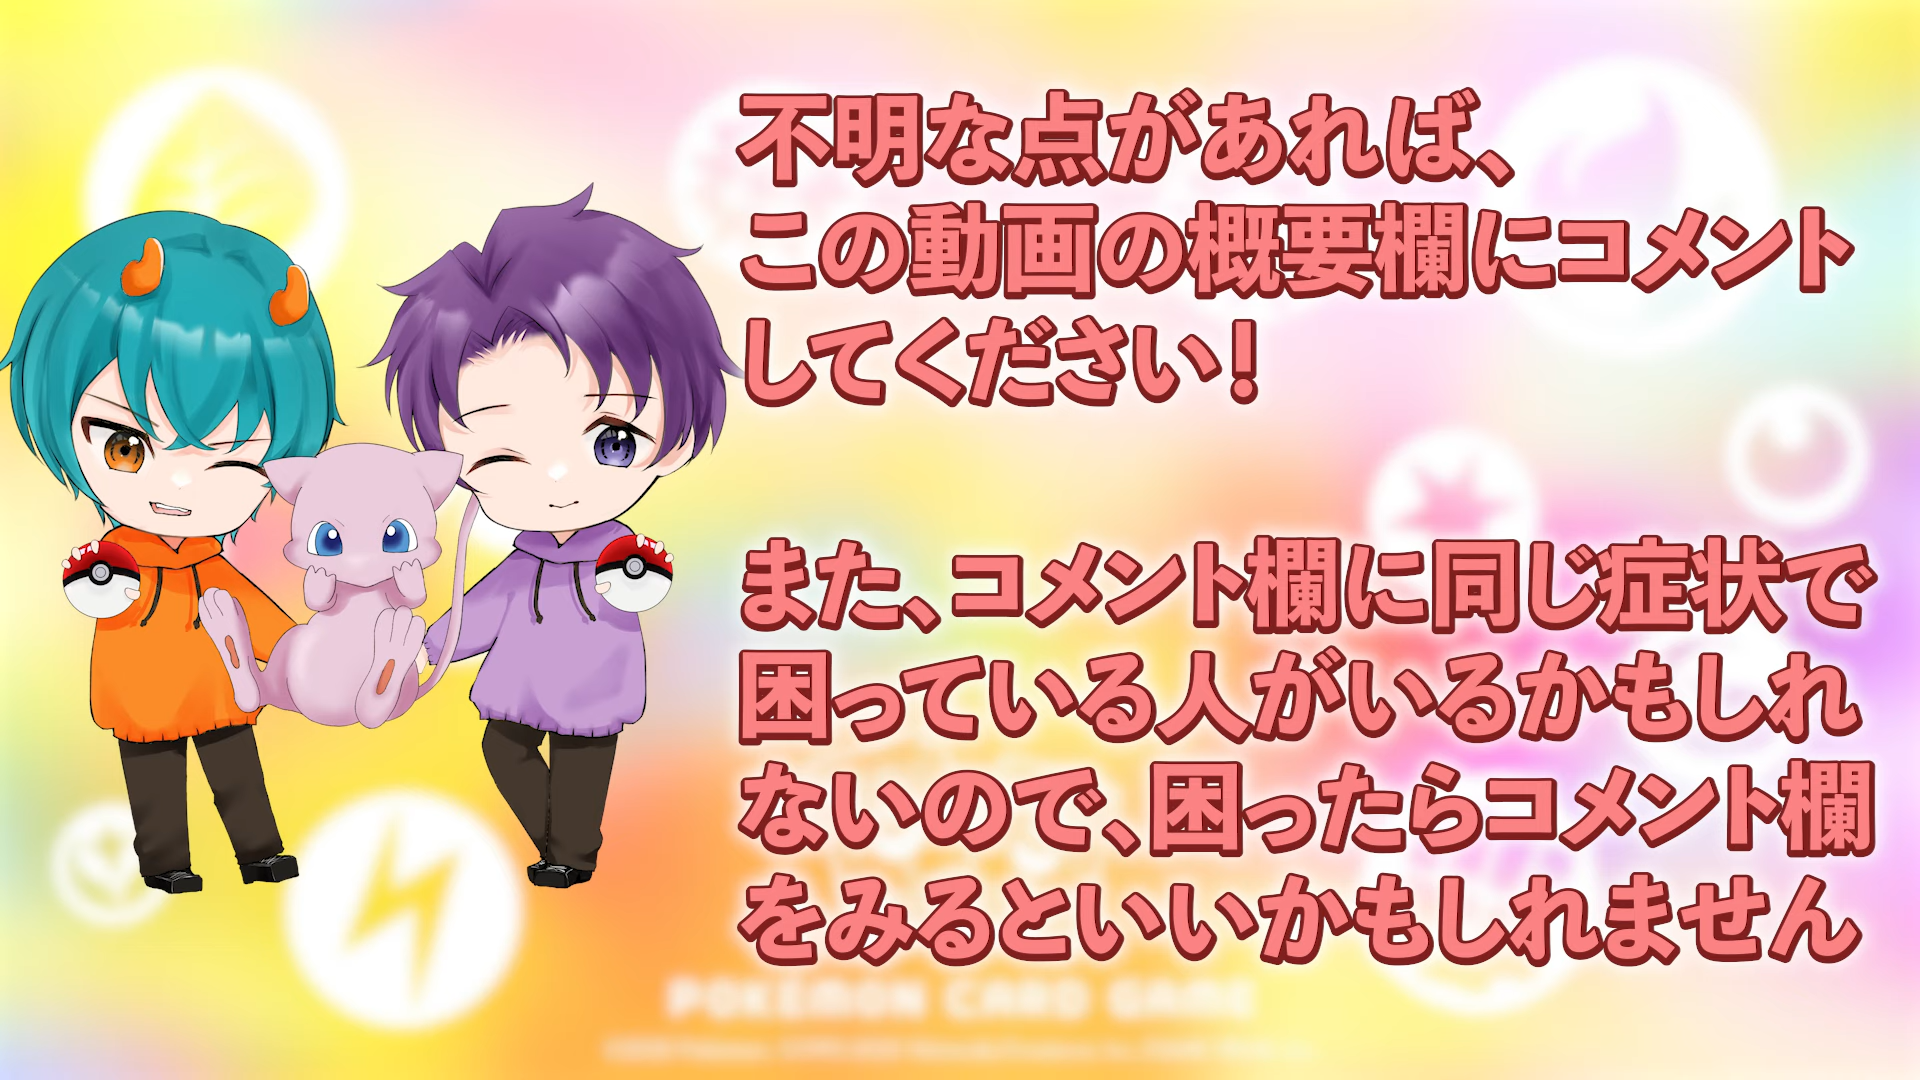 不明な点があれば、
この動画の概要欄にコメント
してください!
また、コメント欄に同じ症状で
困っている人がいるかもしれ
ないので、困ったらコメント欄
をみるといいかもしれません
POKÉMON CARD GAME